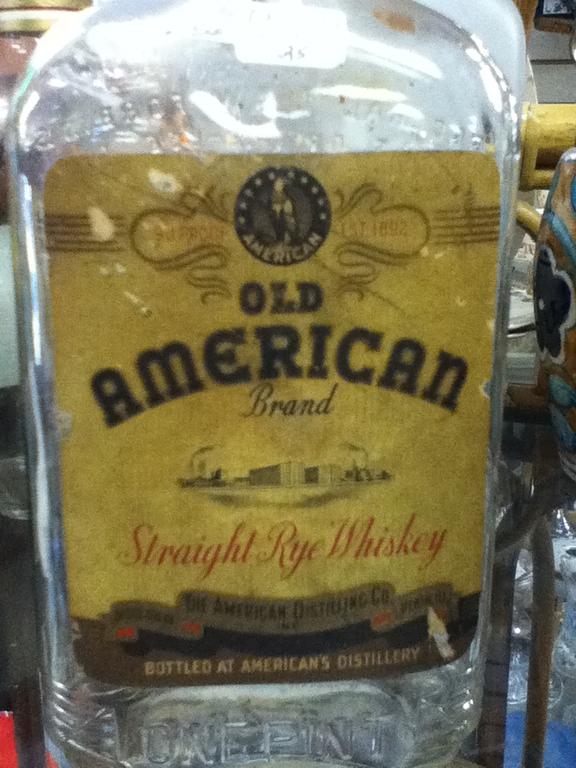 AMERICAN
EST. 1892
OLD
AMERICAN
Brand
Straight Rye Whiskey
THE AMERICAN DISTILLING CO.
BOTTLED AT AMERICAN'S DISTILLERY
ONE PINT